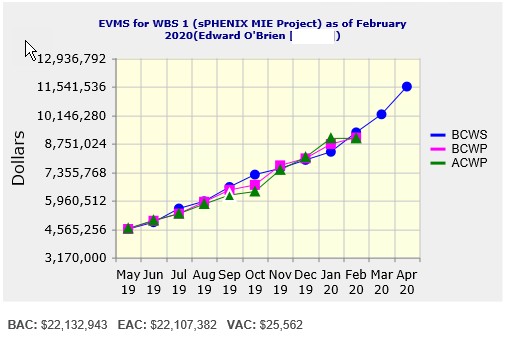 EVMS for WBS 1 (sPHENIX MIE Project) as of February
2020(Edward O'Brien | )
12,936,792
11,541,536
10,146,280
8,751,024
7,355,768
5,960,512
4,565,256
3,170,000
Dollars
BCWS
BCWP
ACWP
May Jun Jul Aug Sep Oct Nov Dec Jan Feb Mar Apr
19 19 19 19 19 19 19 19 20 20 20 20
BAC: $22,132,943 EAC: $22,107,382 VAC: $25,562